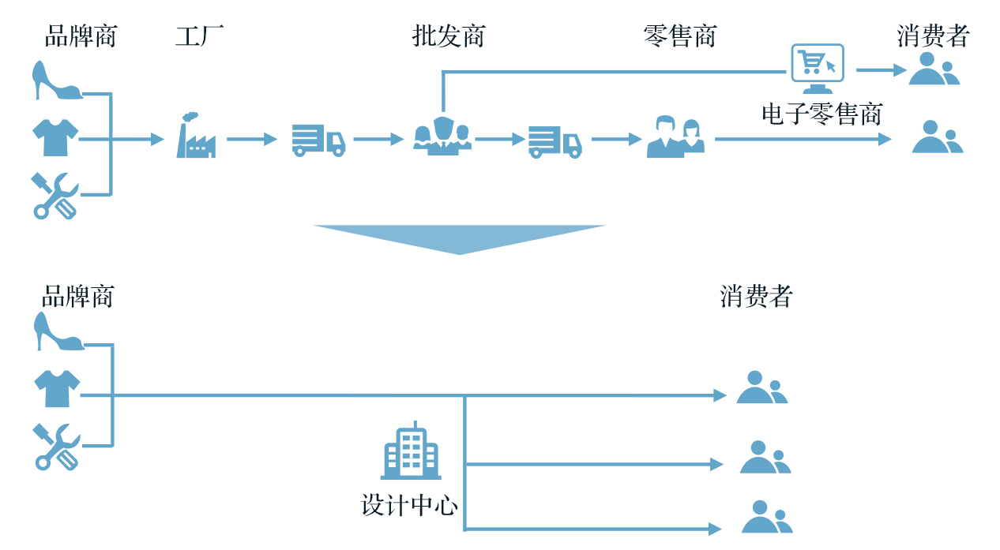 品牌商
工厂
批发商
零售商
消费者
电子零售商
品牌商
消费者
设计中心